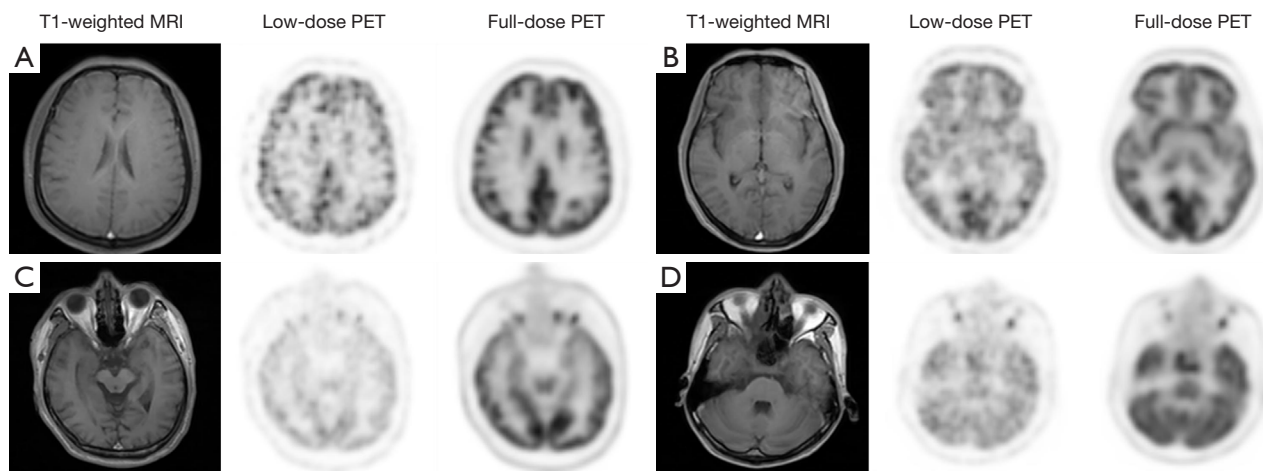 T1-weighted MRI Low-dose PET Full-dose PET T1-weighted MRI Low-dose PET Full-dose PET
A B
C D